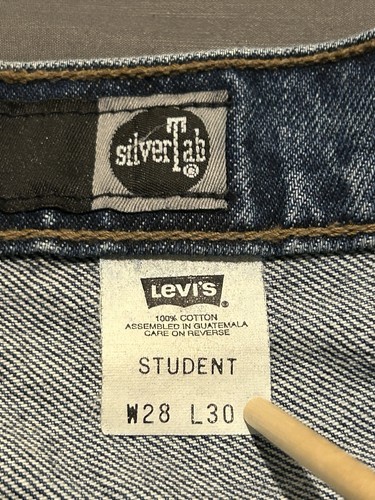 silverTab®
Levi's®
100% COTTON
ASSEMBLED IN GUATEMALA
CARE ON REVERSE
STUDENT
W28 L30